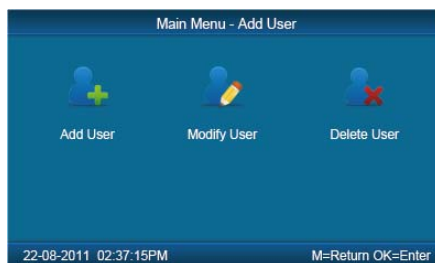 Main Menu - Add User
Add User Modify User Delete User
22-08-2011 02:37:15PM M=Return OK=Enter